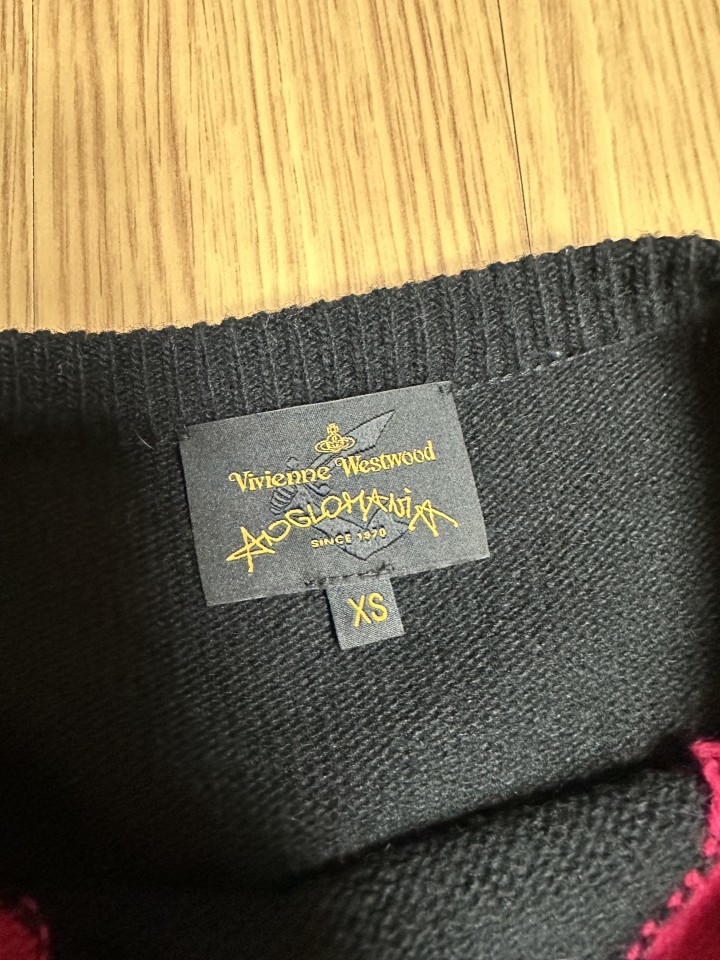 Vivienne Westwood
ANGLOMANiA
SINCE 1970
XS